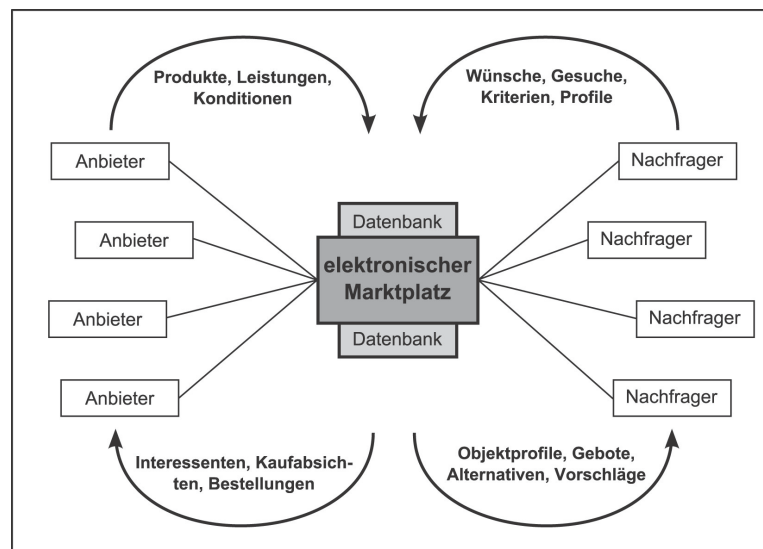 Produkte, Leistungen,
Konditionen
Wünsche, Gesuche,
Kriterien, Profile
Anbieter
Nachfrager
Datenbank
Anbieter
Nachfrager
elektronischer
Marktplatz
Anbieter
Nachfrager
Datenbank
Anbieter
Nachfrager
Interessenten, Kaufabsich-
ten, Bestellungen
Objektprofile, Gebote,
Alternativen, Vorschläge